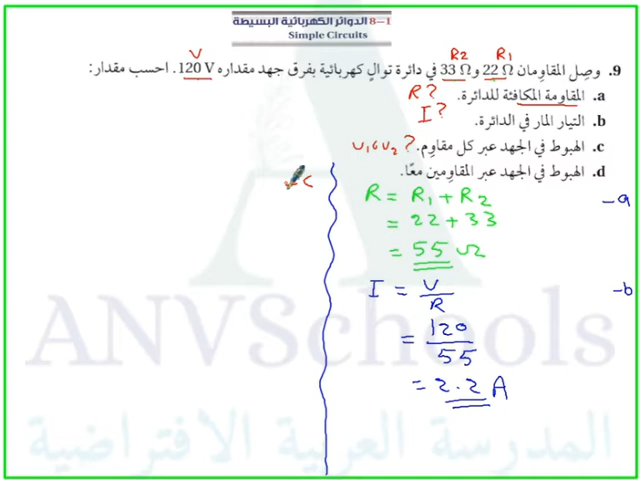 8-1 الدوائر الكهربائية البسيطة
Simple Circuits
V R2 R1
9. وصل المقاومان 22 Ω و 33 Ω في دائرة توالٍ كهربائية بفرق جهد مقداره 120 V. احسب مقدار:
a. المقاومة المكافئة للدائرة. R?
b. التيار المار في الدائرة. I?
c. الهبوط في الجهد عبر كل مقاوم. V1 و V2 ?
d. الهبوط في الجهد عبر المقاومين معًا.
-a
R = R1 + R2
= 22 + 33
= 55 Ω
-b
I = V/R
= 120/55
= 2.2 A
-c
ANVSchools
المدرسة العربية الافتراضية